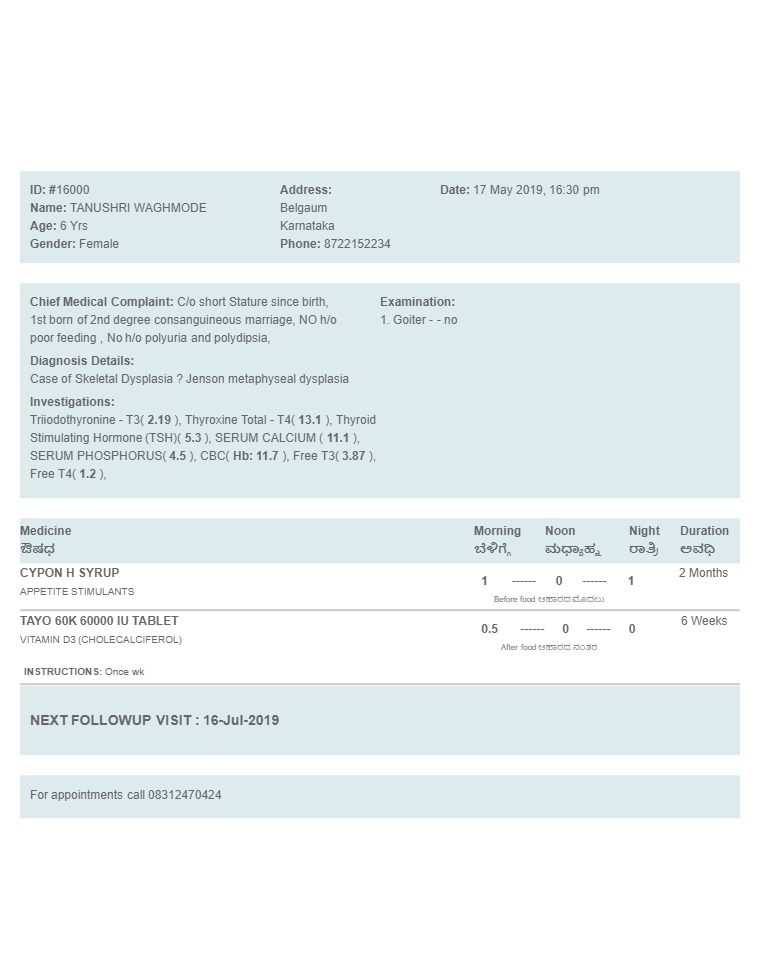 ID: #16000
Name: TANUSHRI WAGHMODE
Age: 6 Yrs
Gender: Female
Address:
Belgaum
Karnataka
Phone: 8722152234
Date: 17 May 2019, 16:30 pm
Chief Medical Complaint: C/o short Stature since birth,
1st born of 2nd degree consanguineous marriage, NO h/o
poor feeding , No h/o polyuria and polydipsia,
Diagnosis Details:
Case of Skeletal Dysplasia ? Jenson metaphyseal dysplasia
Investigations:
Triiodothyronine - T3( 2.19 ), Thyroxine Total - T4( 13.1 ), Thyroid
Stimulating Hormone (TSH)( 5.3 ), SERUM CALCIUM ( 11.1 ),
SERUM PHOSPHORUS( 4.5 ), CBC( Hb: 11.7 ), Free T3( 3.87 ),
Free T4( 1.2 ),
Examination:
1. Goiter - - no
Medicine Morning Noon Night Duration
ಔಷಧ ಬೆಳಿಗ್ಗೆ ಮಧ್ಯಾಹ್ನ ರಾತ್ರಿ ಅವಧಿ
CYPON H SYRUP 1 ------ 0 ------ 1 2 Months
APPETITE STIMULANTS Before food ಆಹಾರದ ಮೊದಲು
TAYO 60K 60000 IU TABLET 0.5 ------ 0 ------ 0 6 Weeks
VITAMIN D3 (CHOLECALCIFEROL) After food ಆಹಾರದ ನಂತರ
INSTRUCTIONS: Once wk
NEXT FOLLOWUP VISIT : 16-Jul-2019
For appointments call 08312470424